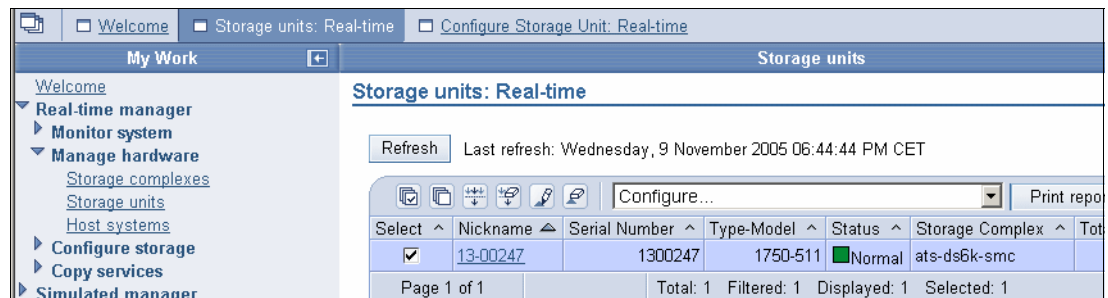 Welcome Storage units: Real-time Configure Storage Unit: Real-time
My Work Storage units
Welcome
Real-time manager
Monitor system
Manage hardware
Storage complexes
Storage units
Host systems
Configure storage
Copy services
Simulated manager
Storage units: Real-time
Refresh Last refresh: Wednesday, 9 November 2005 06:44:44 PM CET
Configure... Print repor
Select Nickname Serial Number Type-Model Status Storage Complex Tot
13-00247 1300247 1750-511 Normal ats-ds6k-smc
Page 1 of 1 Total: 1 Filtered: 1 Displayed: 1 Selected: 1